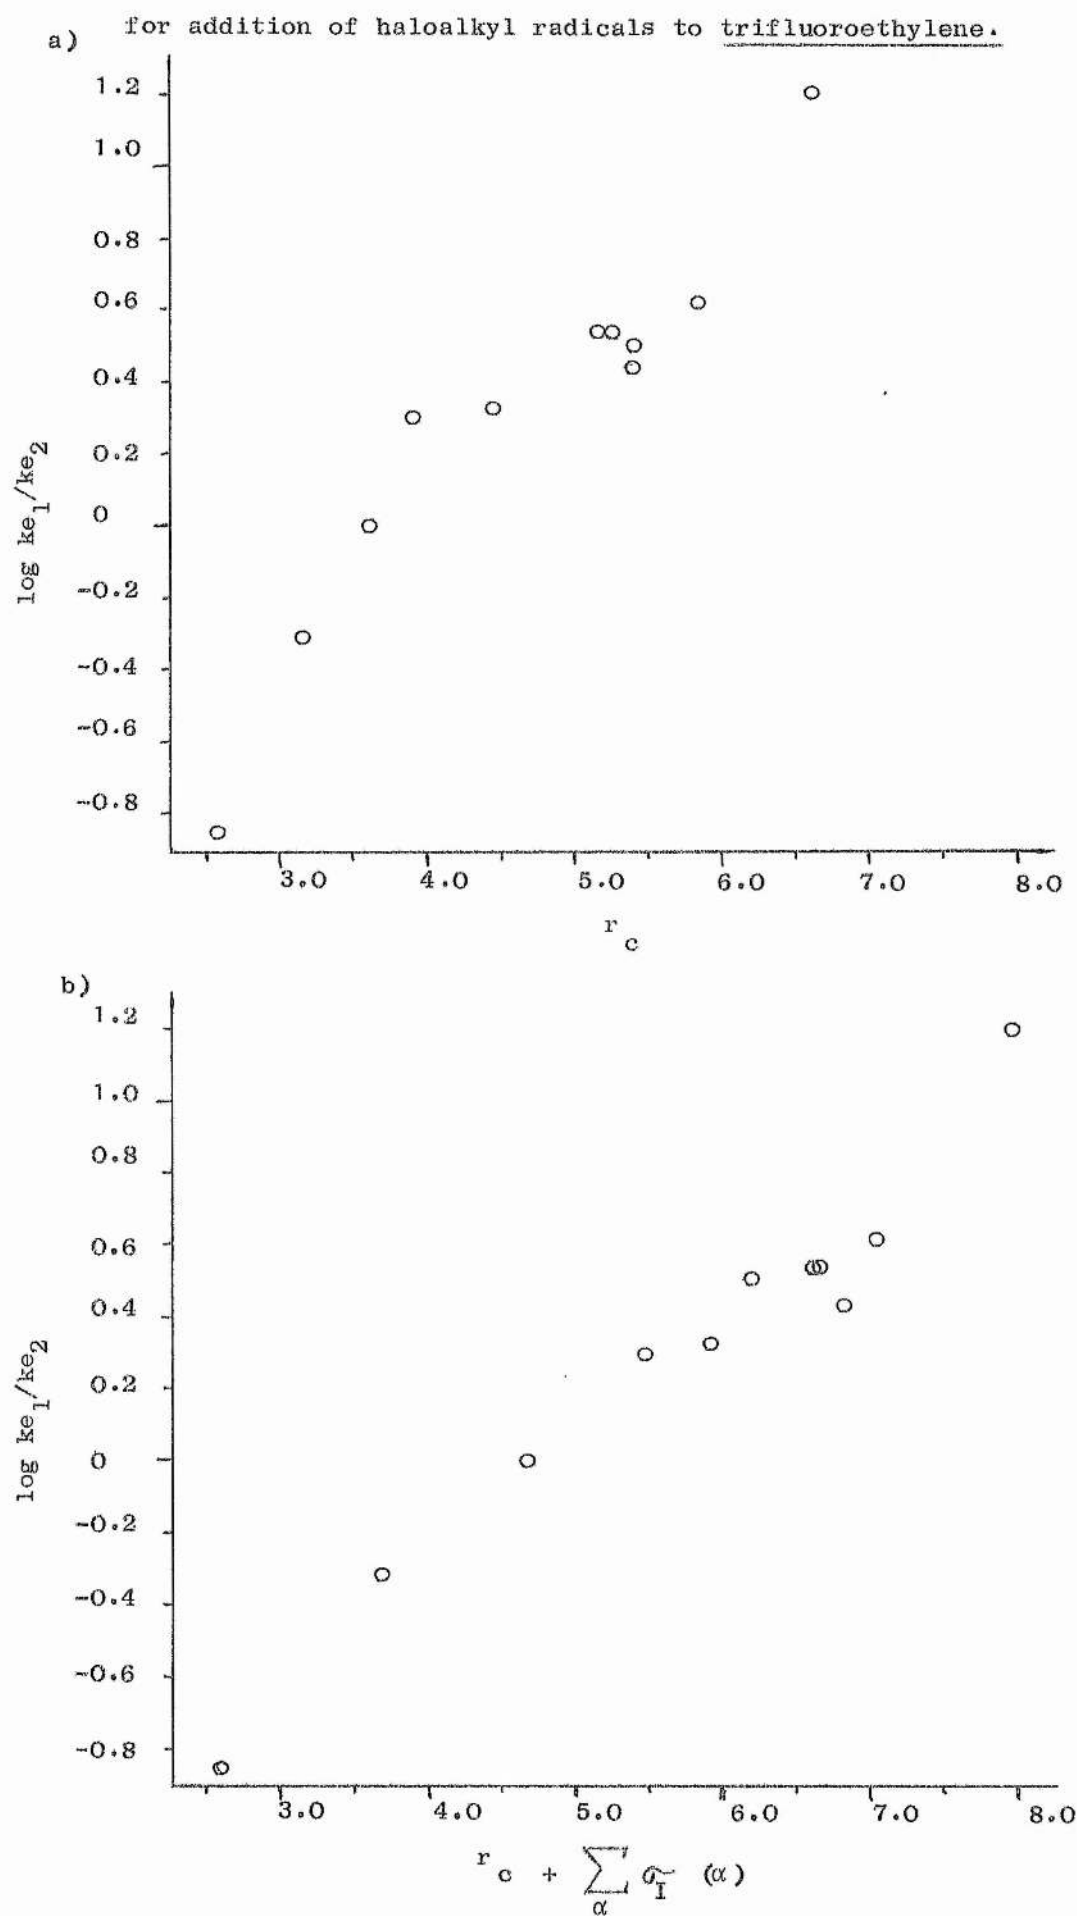 for addition of haloalkyl radicals to trifluoroethylene.
a)
1.2
1.0
0.8
0.6
0.4
0.2
0
-0.2
-0.4
-0.6
-0.8
log ke1/ke2
3.0 4.0 5.0 6.0 7.0 8.0
r c
b)
1.2
1.0
0.8
0.6
0.4
0.2
0
-0.2
-0.4
-0.6
-0.8
log ke1/ke2
3.0 4.0 5.0 6.0 7.0 8.0
r c + ∑ σI (α)
α